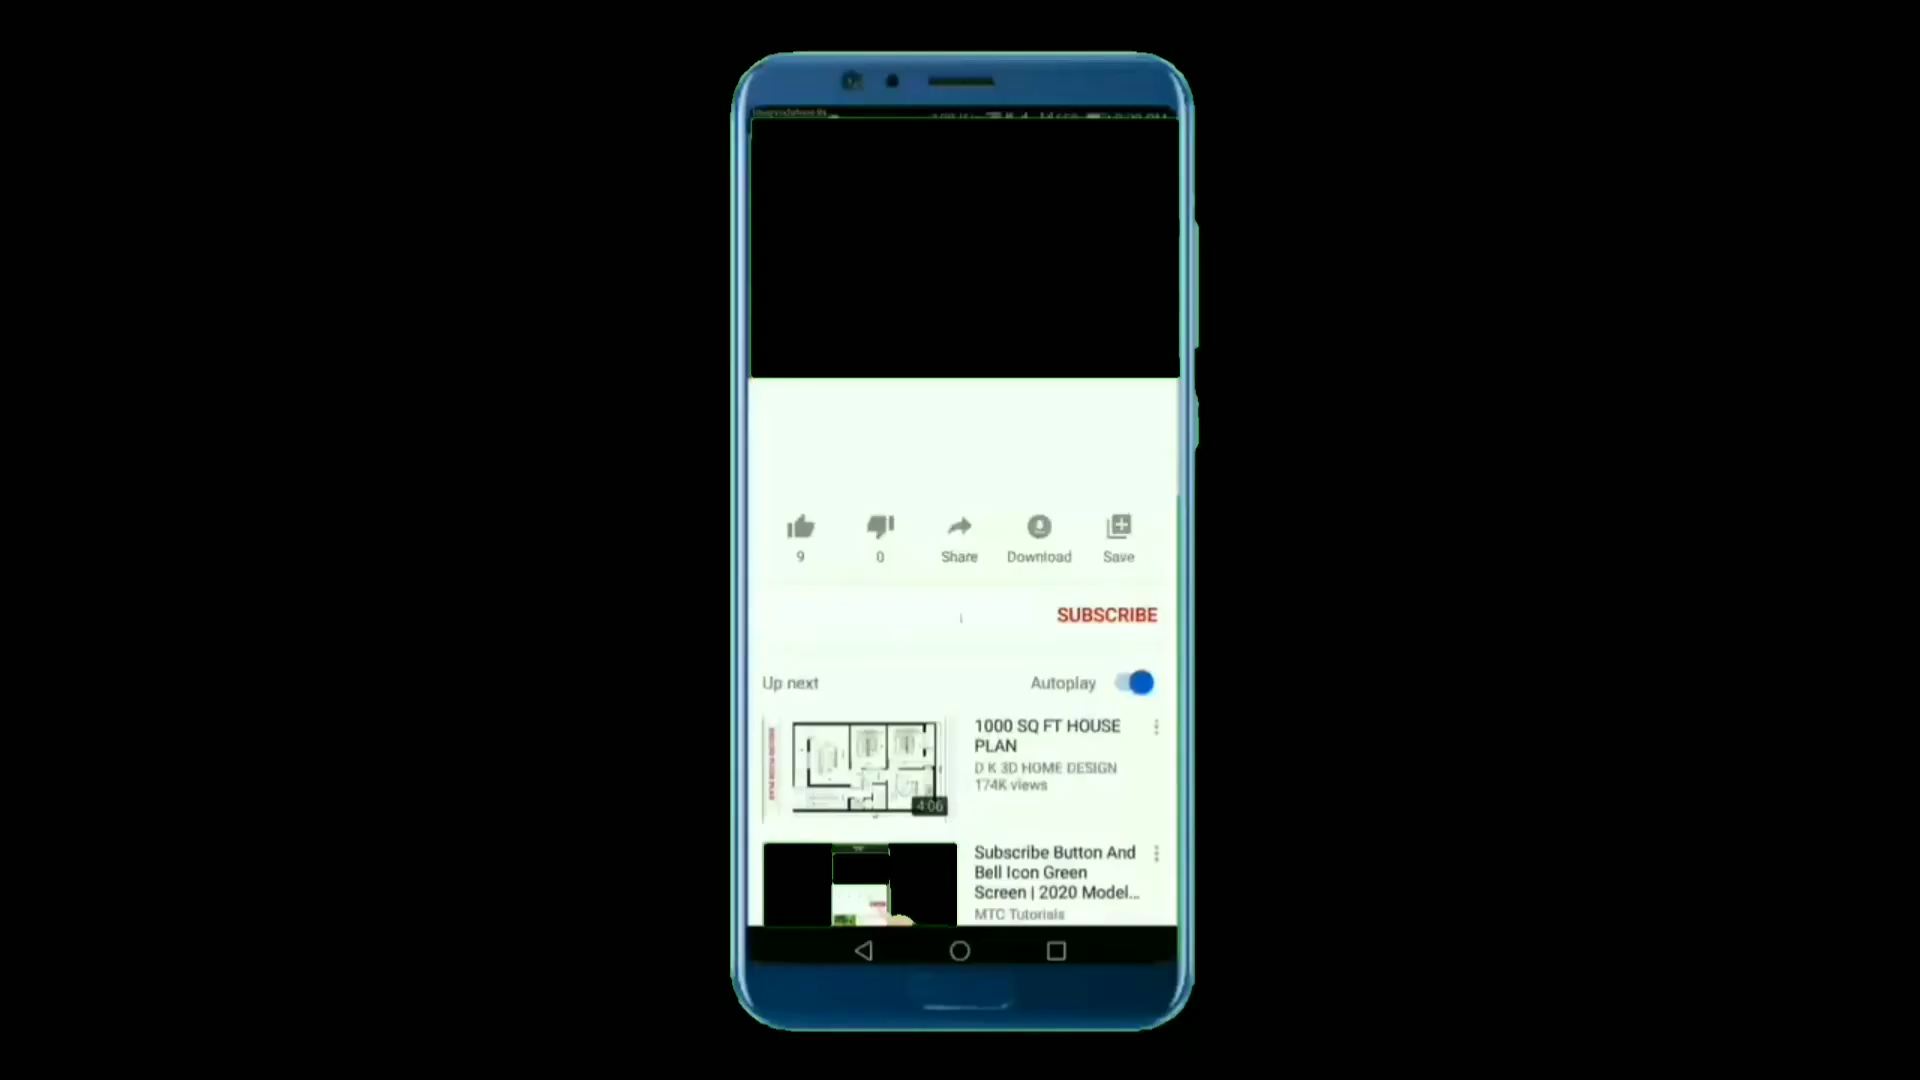 9
0
Share
Download
Save
SUBSCRIBE
Up next
Autoplay
1000 SQ FT HOUSE
PLAN
D K 3D HOME DESIGN
174K views
4:06
Subscribe Button And
Bell Icon Green
Screen | 2020 Model...
MTC Tutorials